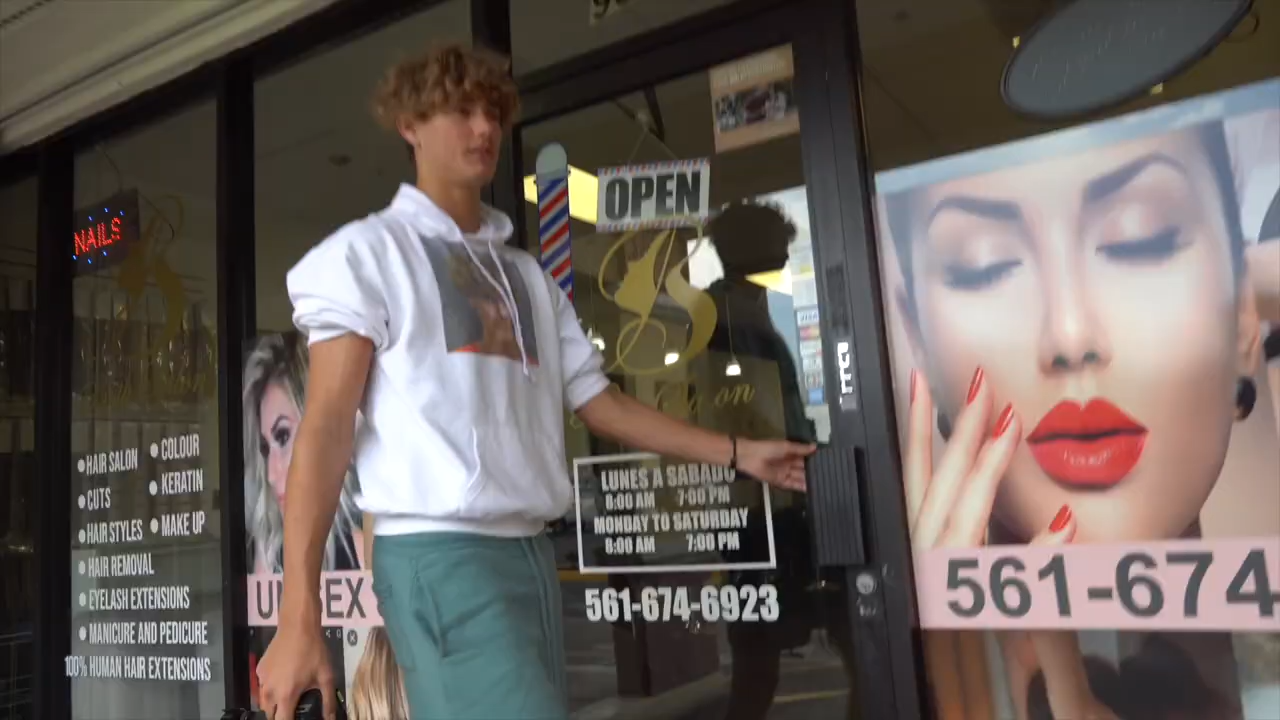 NAILS
OPEN
HAIR SALON
CUTS
HAIR STYLES
HAIR REMOVAL
EYELASH EXTENSIONS
MANICURE AND PEDICURE
100% HUMAN HAIR EXTENSIONS
COLOUR
KERATIN
MAKE UP
LUNES A SABADO
8:00 AM 7:00 PM
MONDAY TO SATURDAY
8:00 AM 7:00 PM
561-674-6923
561-674
VISA